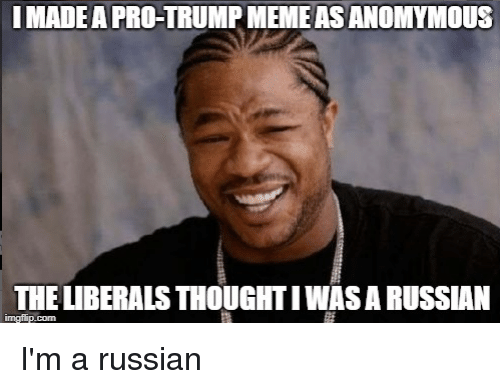 I MADE A PRO-TRUMP MEME AS ANOMYMOUS
THE LIBERALS THOUGHT I WAS A RUSSIAN
imgflip.com
I'm a russian